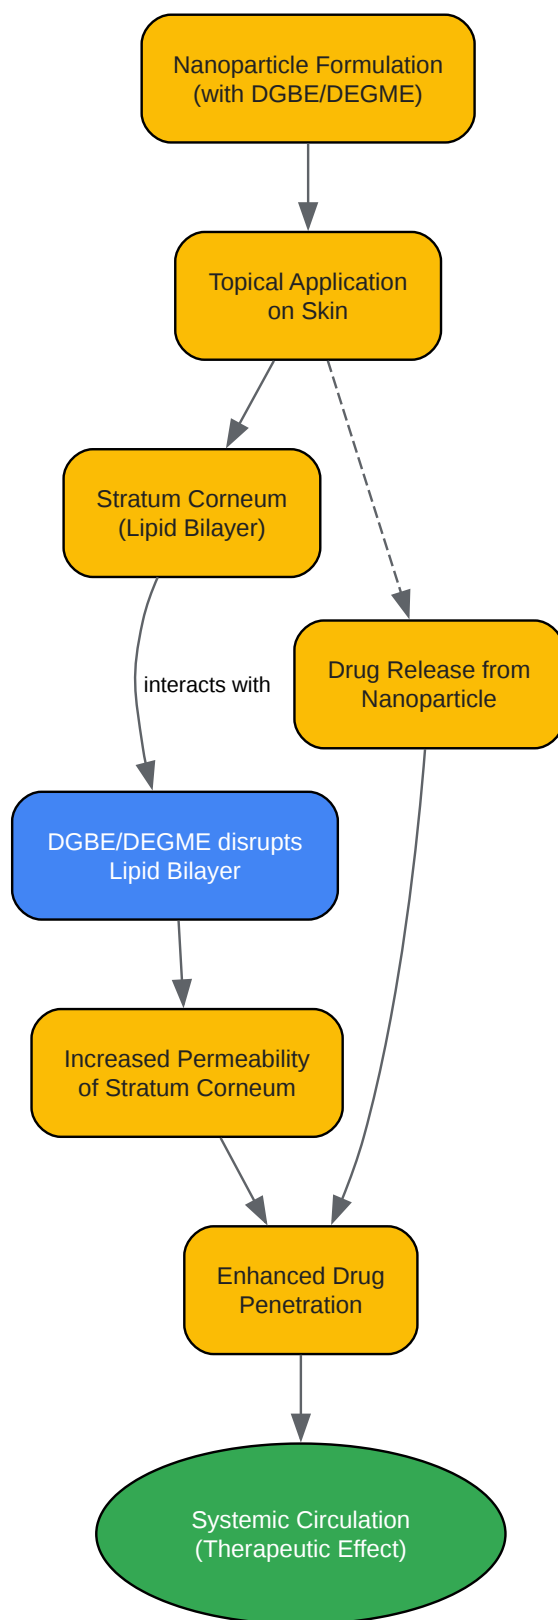 Nanoparticle Formulation
(with DGBE/DEGME)
Topical Application
on Skin
Stratum Corneum
(Lipid Bilayer)
Drug Release from
Nanoparticle
interacts with
DGBE/DEGME disrupts
Lipid Bilayer
Increased Permeability
of Stratum Corneum
Enhanced Drug
Penetration
Systemic Circulation
(Therapeutic Effect)